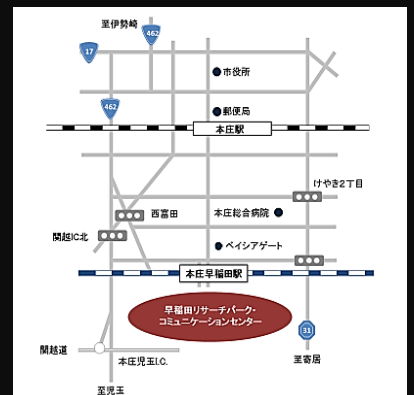 至伊勢崎
462
17
市役所
462
郵便局
本庄駅
けやき2丁目
西富田
本庄総合病院
関越IC北
ベイシアゲート
本庄早稲田駅
早稲田リサーチパーク・
コミュニケーションセンター
31
関越道
本庄児玉I.C.
至寄居
至児玉